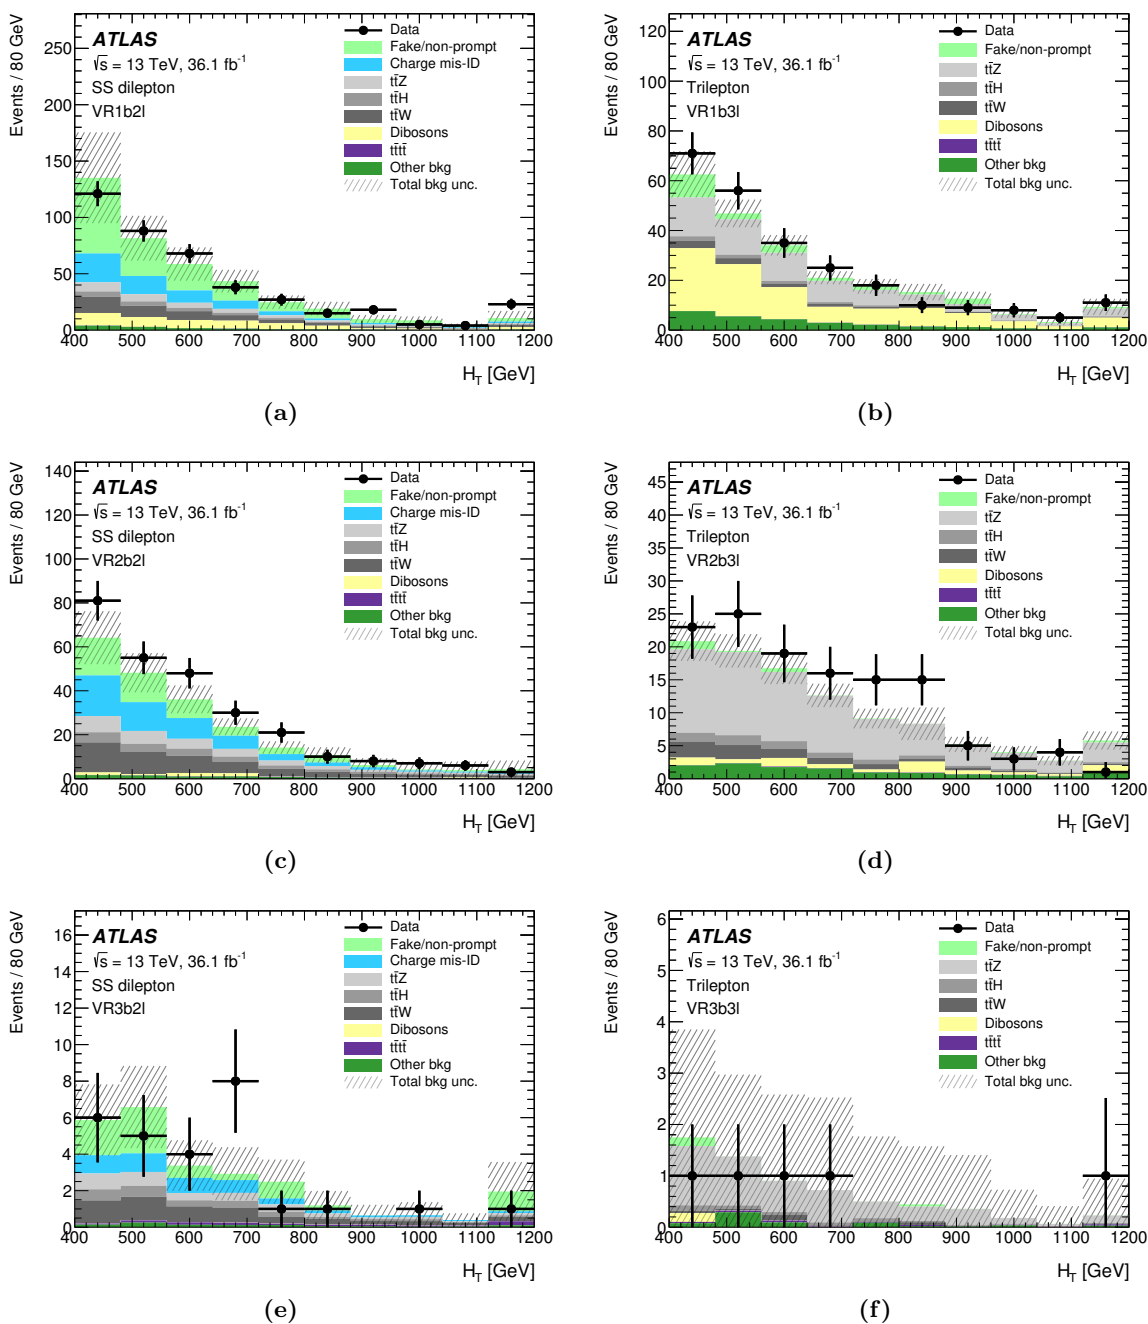 Events / 80 GeV
250
200
150
100
50
0
ATLAS
√s = 13 TeV, 36.1 fb⁻¹
SS dilepton
VR1b2l
Data
Fake/non-prompt
Charge mis-ID
tt̄Z
tt̄H
tt̄W
Dibosons
tt̄tt̄
Other bkg
Total bkg unc.
400 500 600 700 800 900 1000 1100 1200
H_T [GeV]
(a)
Events / 80 GeV
120
100
80
60
40
20
0
ATLAS
√s = 13 TeV, 36.1 fb⁻¹
Trilepton
VR1b3l
Data
Fake/non-prompt
tt̄Z
tt̄H
tt̄W
Dibosons
tt̄tt̄
Other bkg
Total bkg unc.
400 500 600 700 800 900 1000 1100 1200
H_T [GeV]
(b)
Events / 80 GeV
140
120
100
80
60
40
20
0
ATLAS
√s = 13 TeV, 36.1 fb⁻¹
SS dilepton
VR2b2l
Data
Fake/non-prompt
Charge mis-ID
tt̄Z
tt̄H
tt̄W
Dibosons
tt̄tt̄
Other bkg
Total bkg unc.
400 500 600 700 800 900 1000 1100 1200
H_T [GeV]
(c)
Events / 80 GeV
45
40
35
30
25
20
15
10
5
0
ATLAS
√s = 13 TeV, 36.1 fb⁻¹
Trilepton
VR2b3l
Data
Fake/non-prompt
tt̄Z
tt̄H
tt̄W
Dibosons
tt̄tt̄
Other bkg
Total bkg unc.
400 500 600 700 800 900 1000 1100 1200
H_T [GeV]
(d)
Events / 80 GeV
16
14
12
10
8
6
4
2
0
ATLAS
√s = 13 TeV, 36.1 fb⁻¹
SS dilepton
VR3b2l
Data
Fake/non-prompt
Charge mis-ID
tt̄Z
tt̄H
tt̄W
Dibosons
tt̄tt̄
Other bkg
Total bkg unc.
400 500 600 700 800 900 1000 1100 1200
H_T [GeV]
(e)
Events / 80 GeV
6
5
4
3
2
1
0
ATLAS
√s = 13 TeV, 36.1 fb⁻¹
Trilepton
VR3b3l
Data
Fake/non-prompt
tt̄Z
tt̄H
tt̄W
Dibosons
tt̄tt̄
Other bkg
Total bkg unc.
400 500 600 700 800 900 1000 1100 1200
H_T [GeV]
(f)